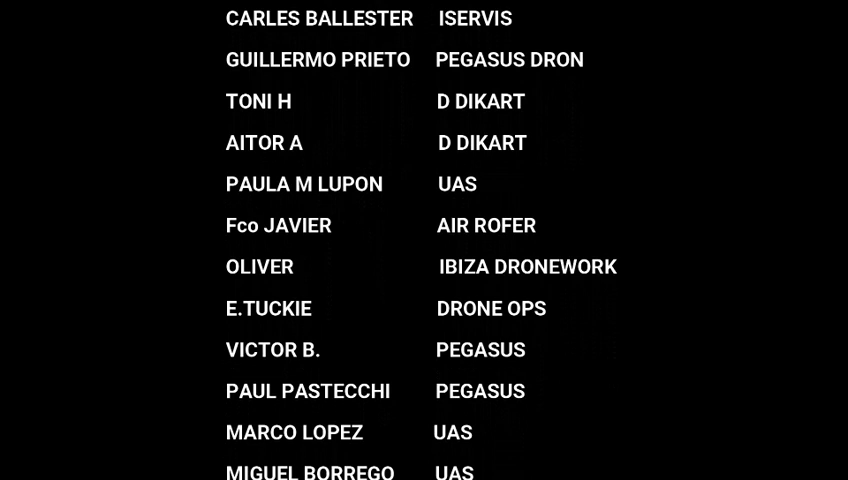 CARLES BALLESTER ISERVIS
GUILLERMO PRIETO PEGASUS DRON
TONI H D DIKART
AITOR A D DIKART
PAULA M LUPON UAS
Fco JAVIER AIR ROFER
OLIVER IBIZA DRONEWORK
E.TUCKIE DRONE OPS
VICTOR B. PEGASUS
PAUL PASTECCHI PEGASUS
MARCO LOPEZ UAS
MIGUEL BORREGO UAS